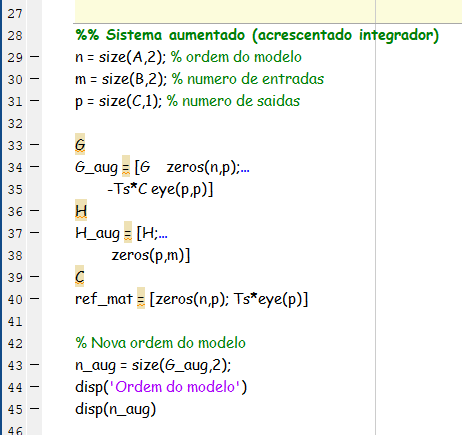 27
28 %% Sistema aumentado (acrescentado integrador)
29 – n = size(A,2); % ordem do modelo
30 – m = size(B,2); % numero de entradas
31 – p = size(C,1); % numero de saidas
32
33 – G
34 – G_aug = [G    zeros(n,p);...
35 -Ts*C eye(p,p)]
36 – H
37 – H_aug = [H;...
38 zeros(p,m)]
39 – C
40 – ref_mat = [zeros(n,p); Ts*eye(p)]
41
42 % Nova ordem do modelo
43 – n_aug = size(G_aug,2);
44 – disp('Ordem do modelo')
45 – disp(n_aug)
46